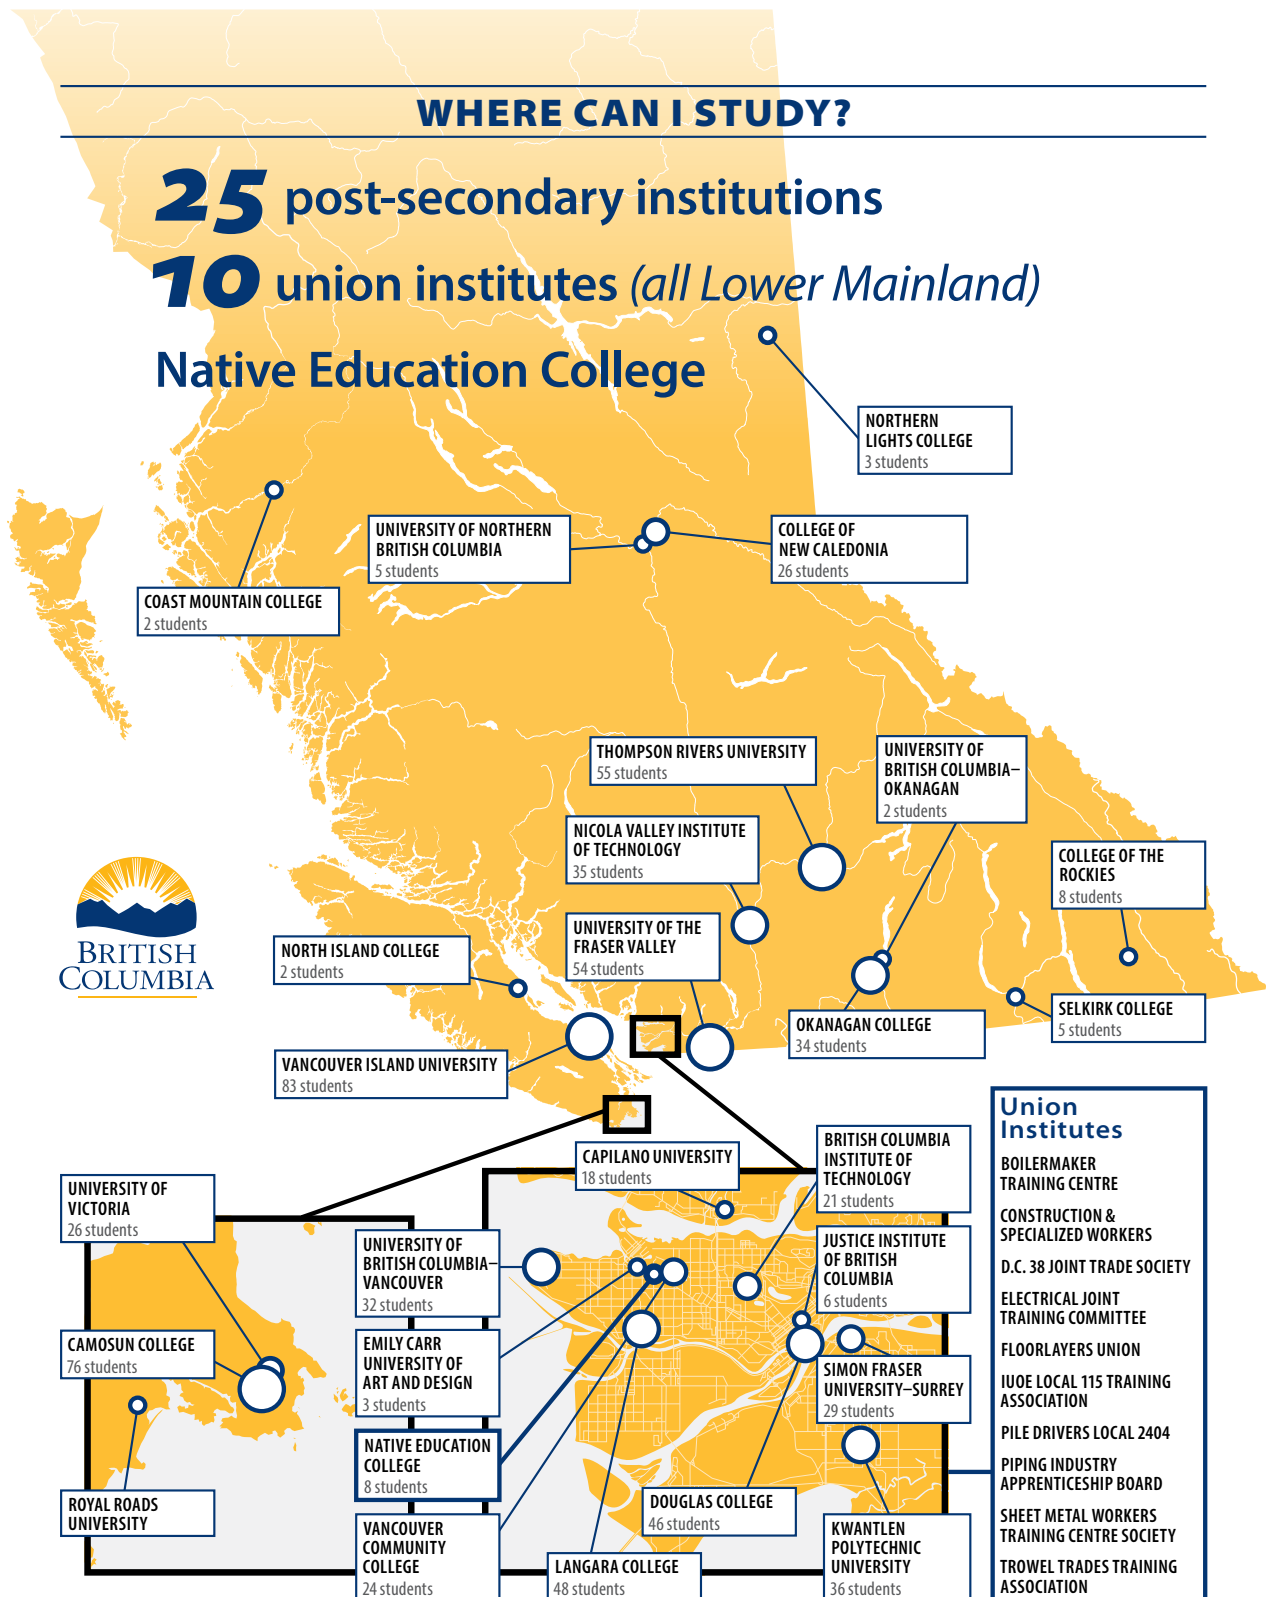 WHERE CAN I STUDY?
25 post-secondary institutions
10 union institutes (all Lower Mainland)
Native Education College
NORTHERN
LIGHTS COLLEGE
3 students
UNIVERSITY OF NORTHERN
BRITISH COLUMBIA
5 students
COLLEGE OF
NEW CALEDONIA
26 students
COAST MOUNTAIN COLLEGE
2 students
THOMPSON RIVERS UNIVERSITY
55 students
UNIVERSITY OF
BRITISH COLUMBIA–
OKANAGAN
2 students
NICOLA VALLEY INSTITUTE
OF TECHNOLOGY
35 students
COLLEGE OF THE
ROCKIES
8 students
BRITISH
COLUMBIA
UNIVERSITY OF THE
FRASER VALLEY
54 students
NORTH ISLAND COLLEGE
2 students
SELKIRK COLLEGE
5 students
OKANAGAN COLLEGE
34 students
VANCOUVER ISLAND UNIVERSITY
83 students
CAPILANO UNIVERSITY
18 students
BRITISH COLUMBIA
INSTITUTE OF
TECHNOLOGY
21 students
UNIVERSITY OF
VICTORIA
26 students
UNIVERSITY OF
BRITISH COLUMBIA–
VANCOUVER
32 students
JUSTICE INSTITUTE
OF BRITISH
COLUMBIA
6 students
CAMOSUN COLLEGE
76 students
EMILY CARR
UNIVERSITY OF
ART AND DESIGN
3 students
SIMON FRASER
UNIVERSITY–SURREY
29 students
NATIVE EDUCATION
COLLEGE
8 students
ROYAL ROADS
UNIVERSITY
DOUGLAS COLLEGE
46 students
VANCOUVER
COMMUNITY
COLLEGE
24 students
LANGARA COLLEGE
48 students
KWANTLEN
POLYTECHNIC
UNIVERSITY
36 students
Union
Institutes
BOILERMAKER
TRAINING CENTRE
CONSTRUCTION &
SPECIALIZED WORKERS
D.C. 38 JOINT TRADE SOCIETY
ELECTRICAL JOINT
TRAINING COMMITTEE
FLOORLAYERS UNION
IUOE LOCAL 115 TRAINING
ASSOCIATION
PILE DRIVERS LOCAL 2404
PIPING INDUSTRY
APPRENTICESHIP BOARD
SHEET METAL WORKERS
TRAINING CENTRE SOCIETY
TROWEL TRADES TRAINING
ASSOCIATION